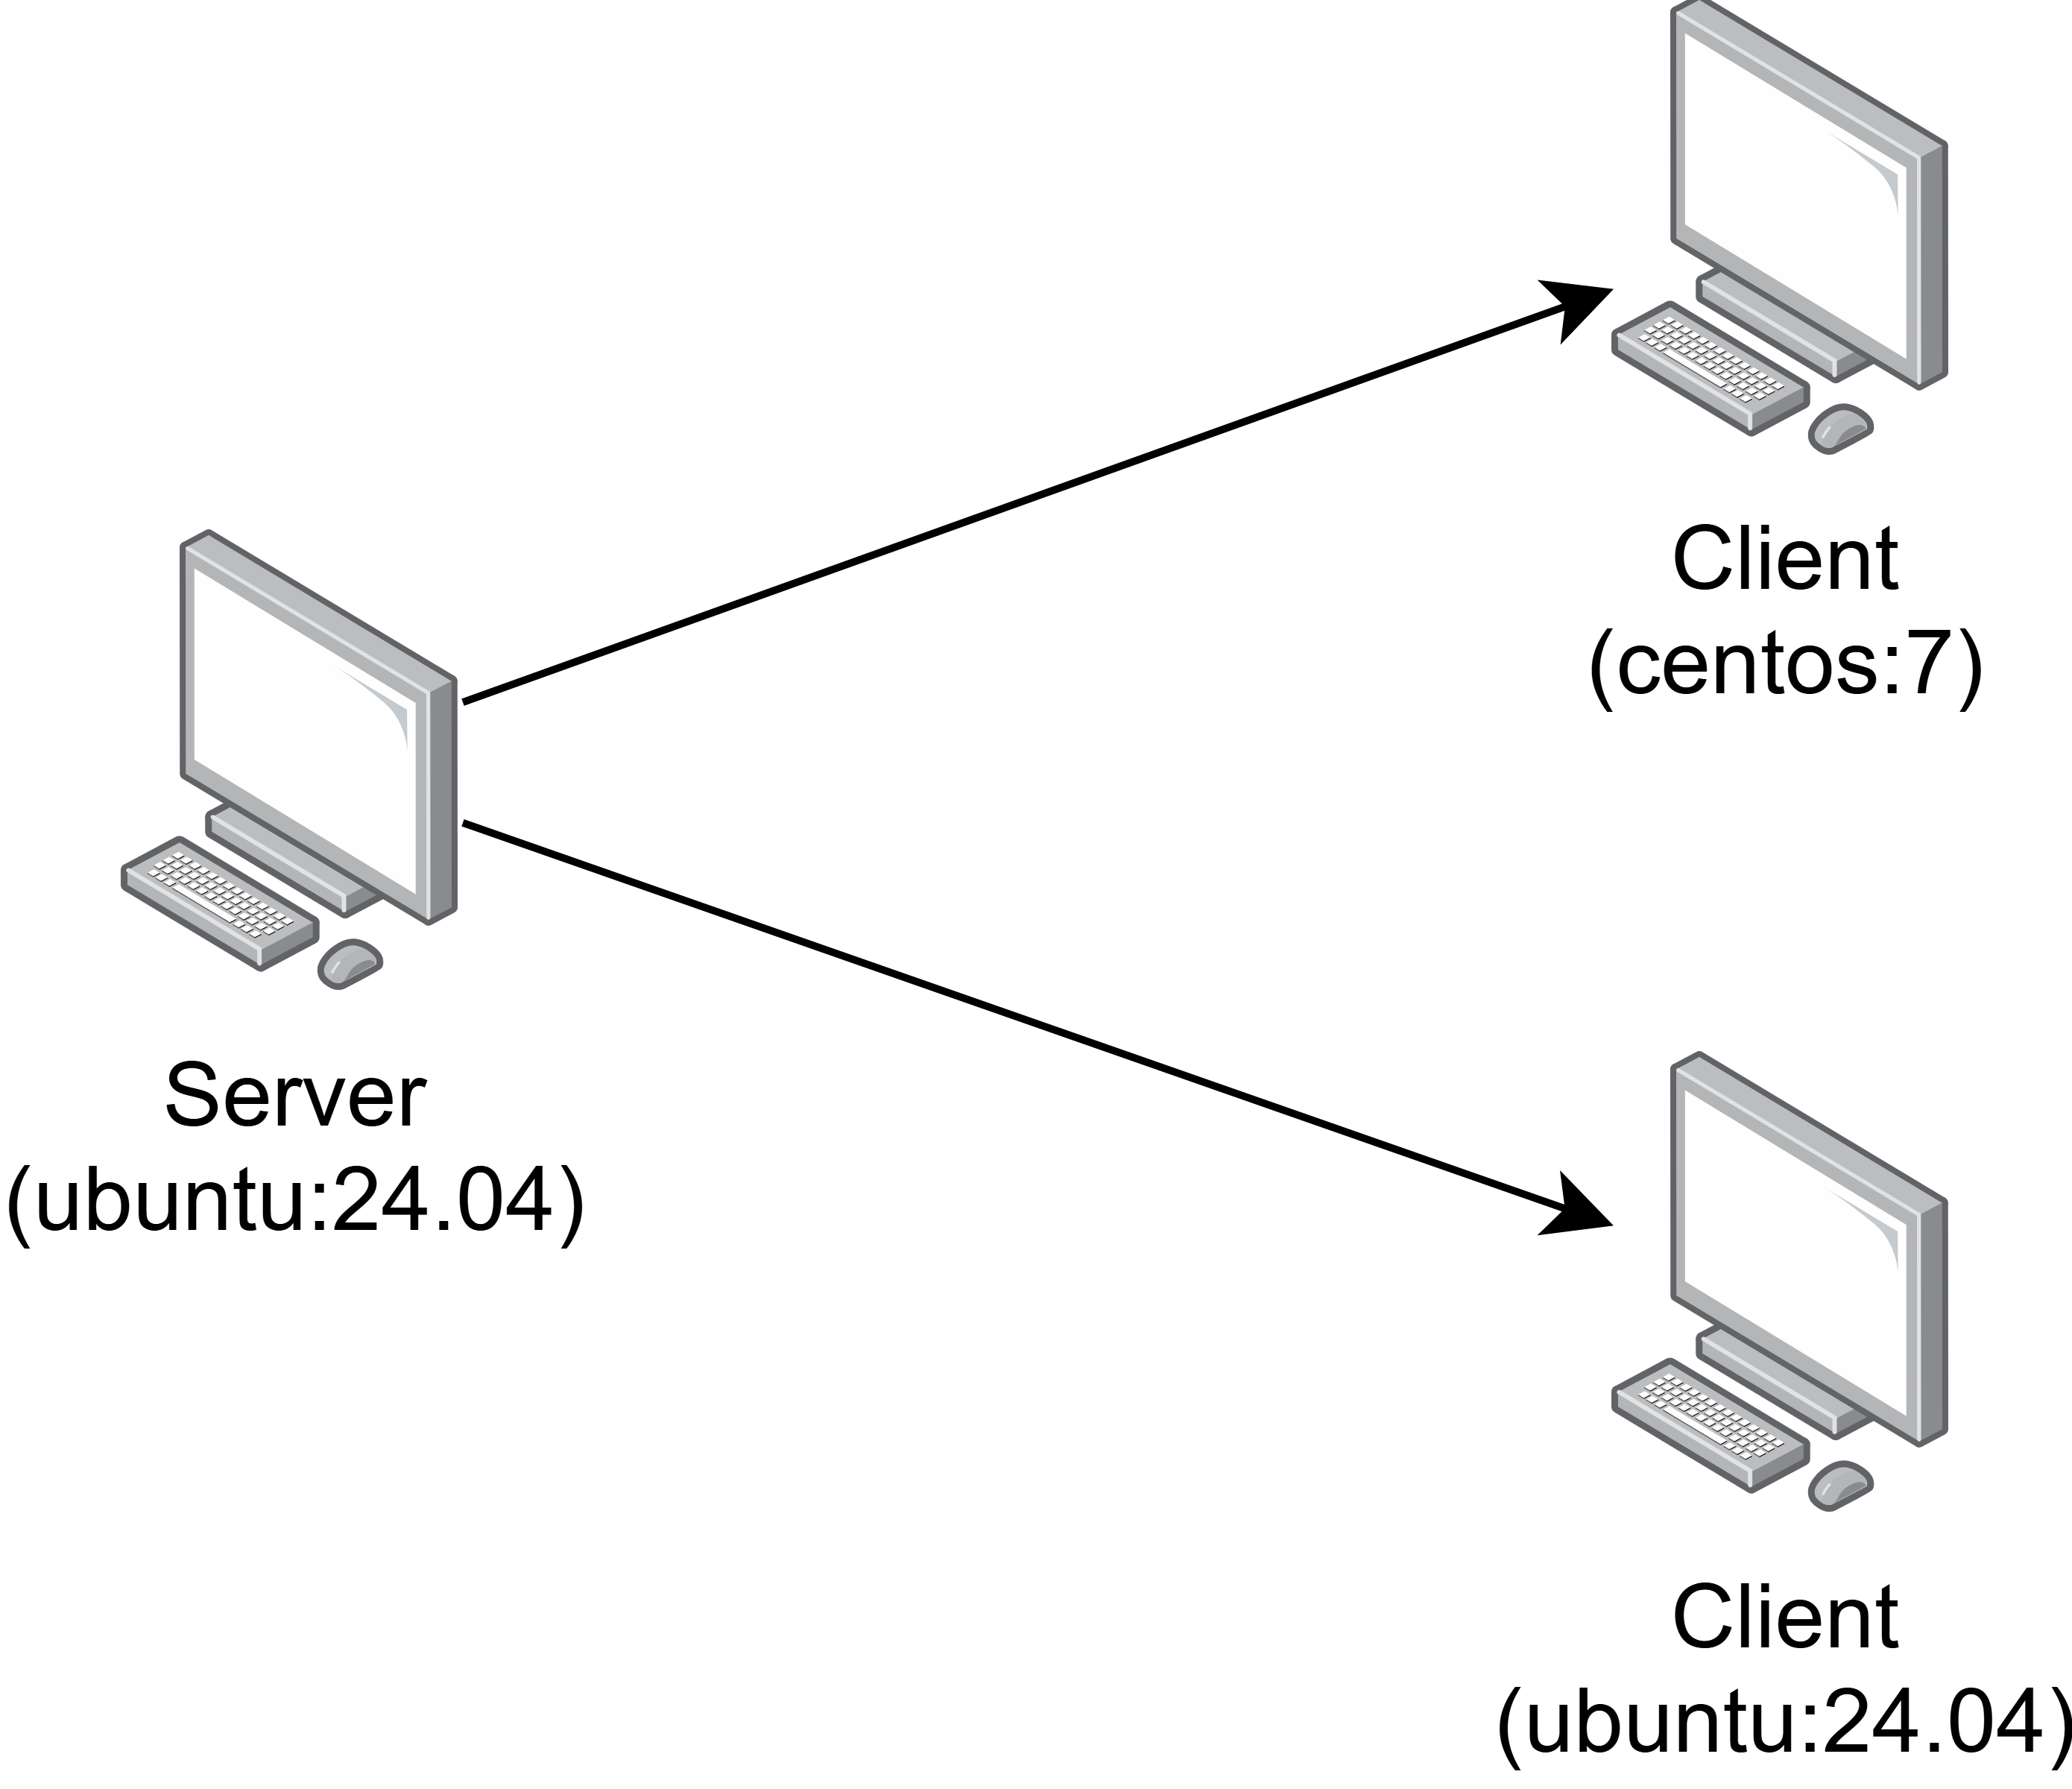 Client
(centos:7)
Server
(ubuntu:24.04)
Client
(ubuntu:24.04)